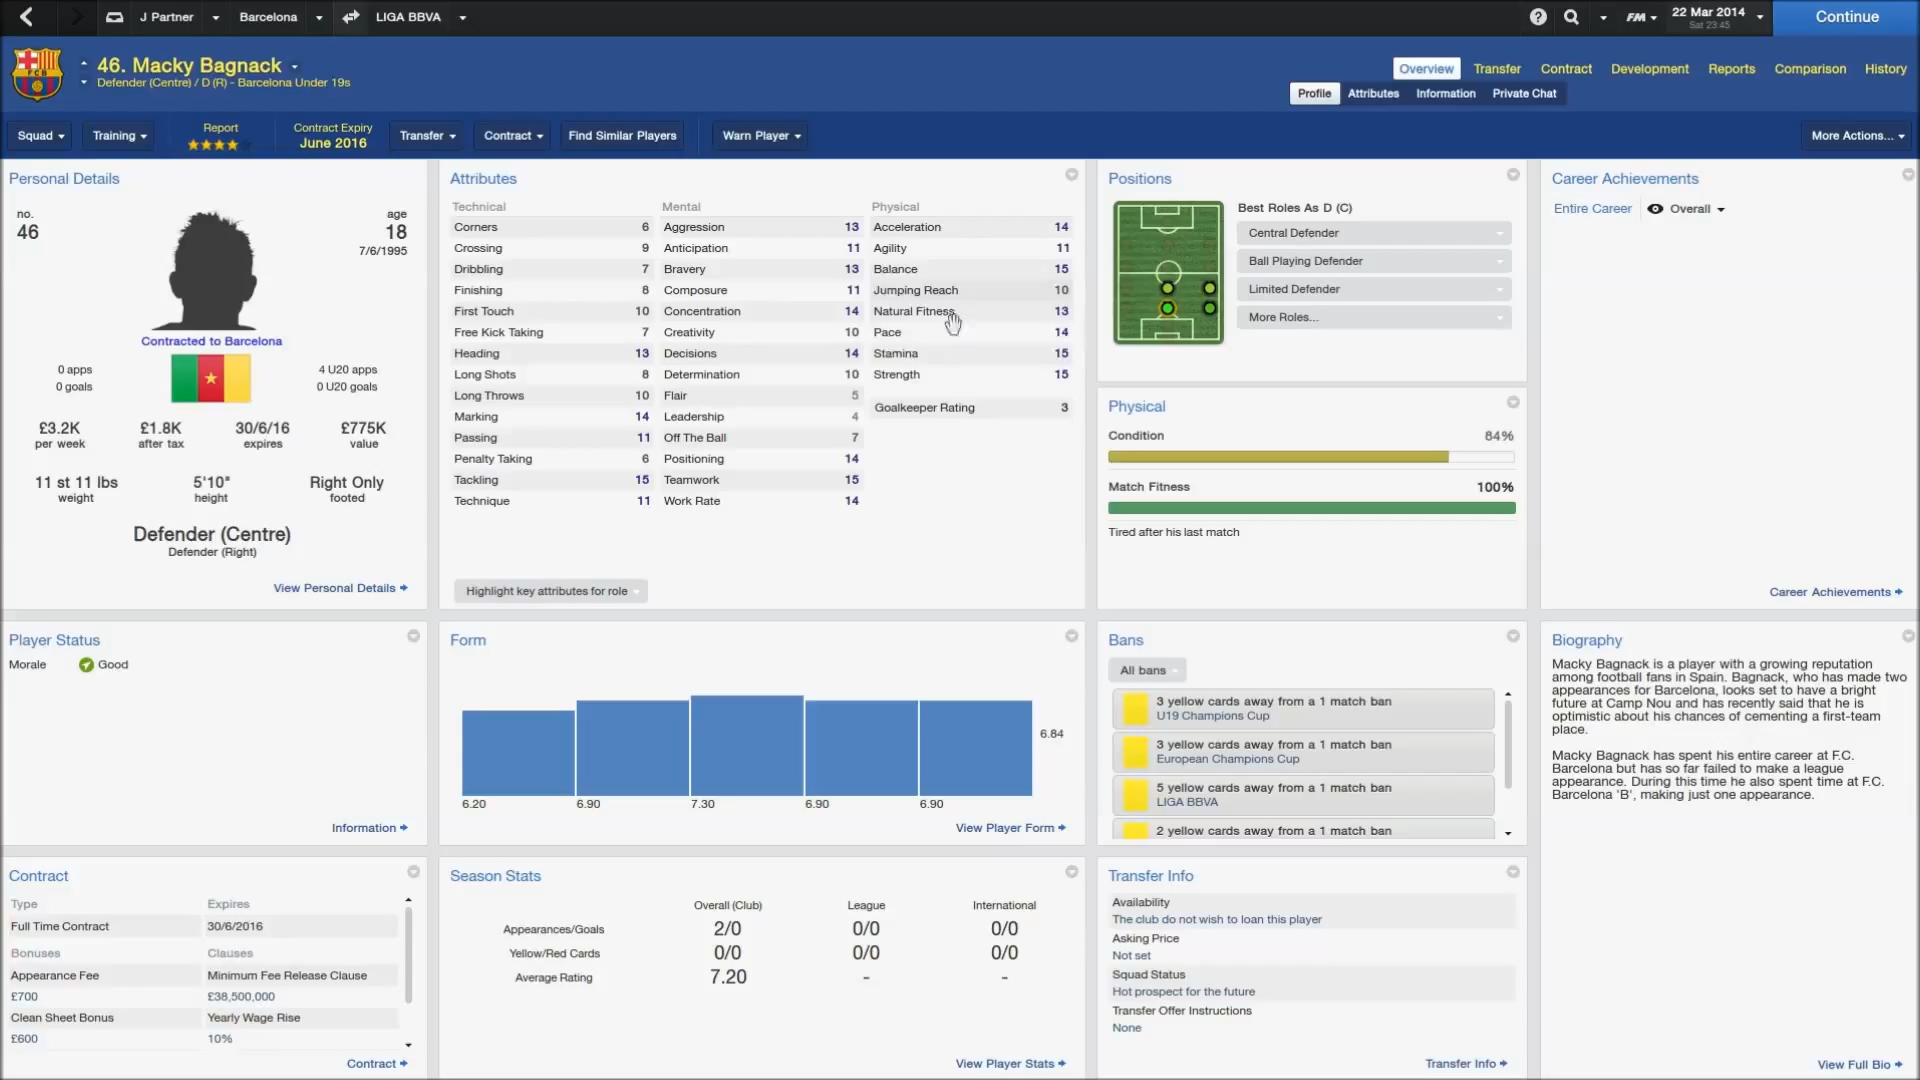 J Partner
Barcelona
LIGA BBVA
FM
22 Mar 2014
Sat 23:45
Continue
46. Macky Bagnack
Defender (Centre) / D (R) - Barcelona Under 19s
Overview Transfer Contract Development Reports Comparison History
Profile Attributes Information Private Chat
Squad
Training
Report
Contract Expiry
June 2016
Transfer
Contract
Find Similar Players
Warn Player
More Actions...
Personal Details
no.
46
age
18
7/6/1995
Contracted to Barcelona
0 apps
0 goals
4 U20 apps
0 U20 goals
£3.2K per week
£1.8K after tax
30/6/16 expires
£775K value
11 st 11 lbs weight
5'10" height
Right Only footed
Defender (Centre)
Defender (Right)
View Personal Details
Attributes
Technical
Corners 6
Crossing 9
Dribbling 7
Finishing 8
First Touch 10
Free Kick Taking 7
Heading 13
Long Shots 8
Long Throws 10
Marking 14
Passing 11
Penalty Taking 6
Tackling 15
Technique 11
Mental
Aggression 13
Anticipation 11
Bravery 13
Composure 11
Concentration 14
Creativity 10
Decisions 14
Determination 10
Flair 5
Leadership 4
Off The Ball 7
Positioning 14
Teamwork 15
Work Rate 14
Physical
Acceleration 14
Agility 11
Balance 15
Jumping Reach 10
Natural Fitness 13
Pace 14
Stamina 15
Strength 15
Goalkeeper Rating 3
Highlight key attributes for role
Positions
Best Roles As D (C)
Central Defender
Ball Playing Defender
Limited Defender
More Roles...
Physical
Condition 84%
Match Fitness 100%
Tired after his last match
Career Achievements
Entire Career
Overall
Career Achievements
Player Status
Morale Good
Information
Form
6.84
6.20 6.90 7.30 6.90 6.90
View Player Form
Bans
All bans
3 yellow cards away from a 1 match ban
U19 Champions Cup
3 yellow cards away from a 1 match ban
European Champions Cup
5 yellow cards away from a 1 match ban
LIGA BBVA
2 yellow cards away from a 1 match ban
Biography
Macky Bagnack is a player with a growing reputation
among football fans in Spain. Bagnack, who has made two
appearances for Barcelona, looks set to have a bright
future at Camp Nou and has recently said that he is
optimistic about his chances of cementing a first-team
place.
Macky Bagnack has spent his entire career at F.C.
Barcelona but has so far failed to make a league
appearance. During this time he also spent time at F.C.
Barcelona 'B', making just one appearance.
View Full Bio
Contract
Type Expires
Full Time Contract 30/6/2016
Bonuses Clauses
Appearance Fee Minimum Fee Release Clause
£700 £38,500,000
Clean Sheet Bonus Yearly Wage Rise
£600 10%
Contract
Season Stats
Overall (Club) League International
Appearances/Goals 2/0 0/0 0/0
Yellow/Red Cards 0/0 0/0 0/0
Average Rating 7.20 - -
View Player Stats
Transfer Info
Availability
The club do not wish to loan this player
Asking Price
Not set
Squad Status
Hot prospect for the future
Transfer Offer Instructions
None
Transfer Info